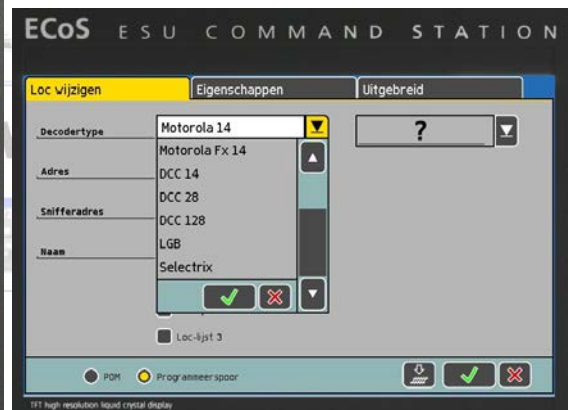 ECoS ESU COMMAND STATION
Loc wijzigen
Eigenschappen
Uitgebreid
Decodertype
Motorola 14
?
Motorola Fx 14
DCC 14
DCC 28
DCC 128
LGB
Selectrix
Adres
Snifferadres
Naam
Loc-lijst 3
POM
Programmeerspoor
TFT high resolution liquid crystal display